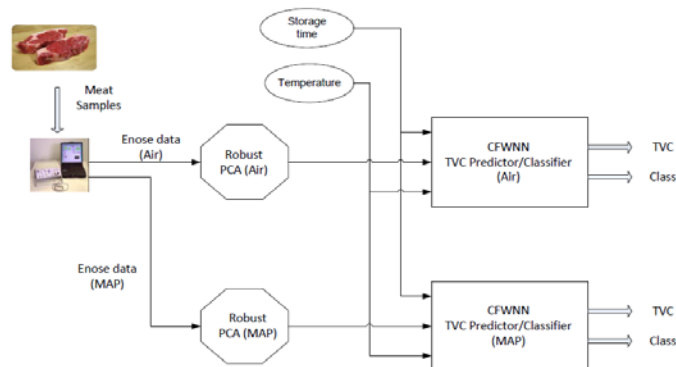 Storage
time
Temperature
Meat
Samples
Enose data
(Air)
Robust
PCA (Air)
CFWNN
TVC Predictor/Classifier
(Air)
TVC
Class
Enose data
(MAP)
Robust
PCA (MAP)
CFWNN
TVC Predictor/Classifier
(MAP)
TVC
Class